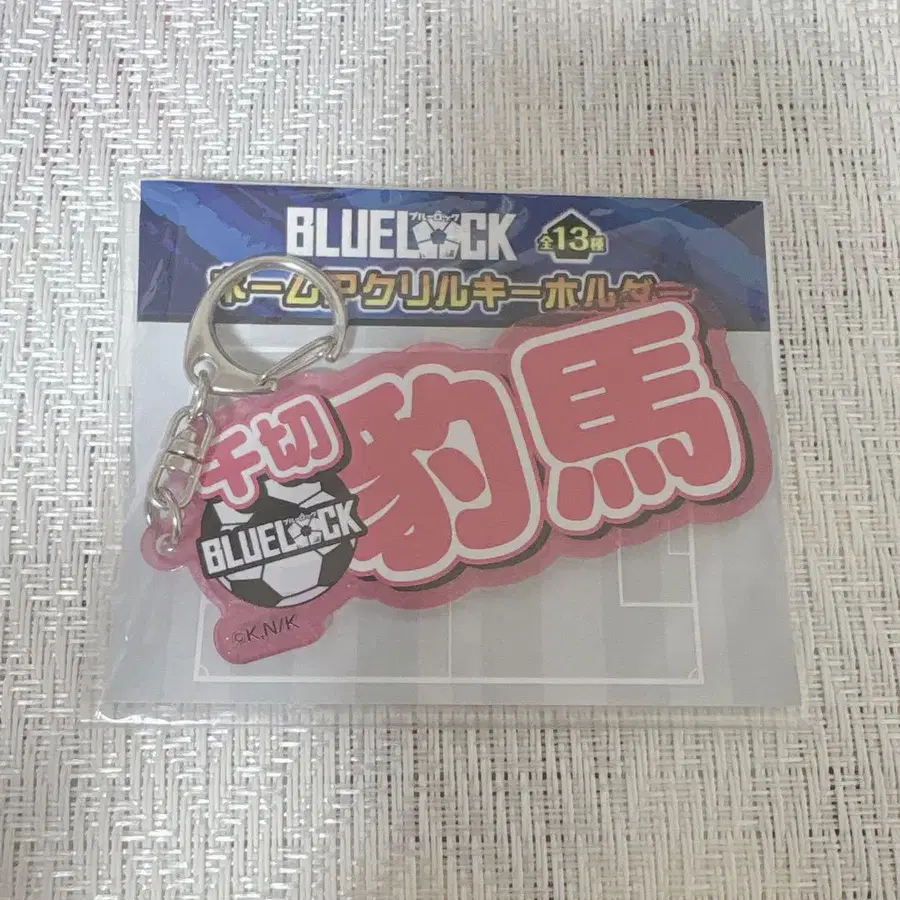 BLUELOCK
ブルーロック
全13種
ネームアクリルキーホルダー
千切
豹馬
ブルーロック
BLUELOCK
©K,N/K